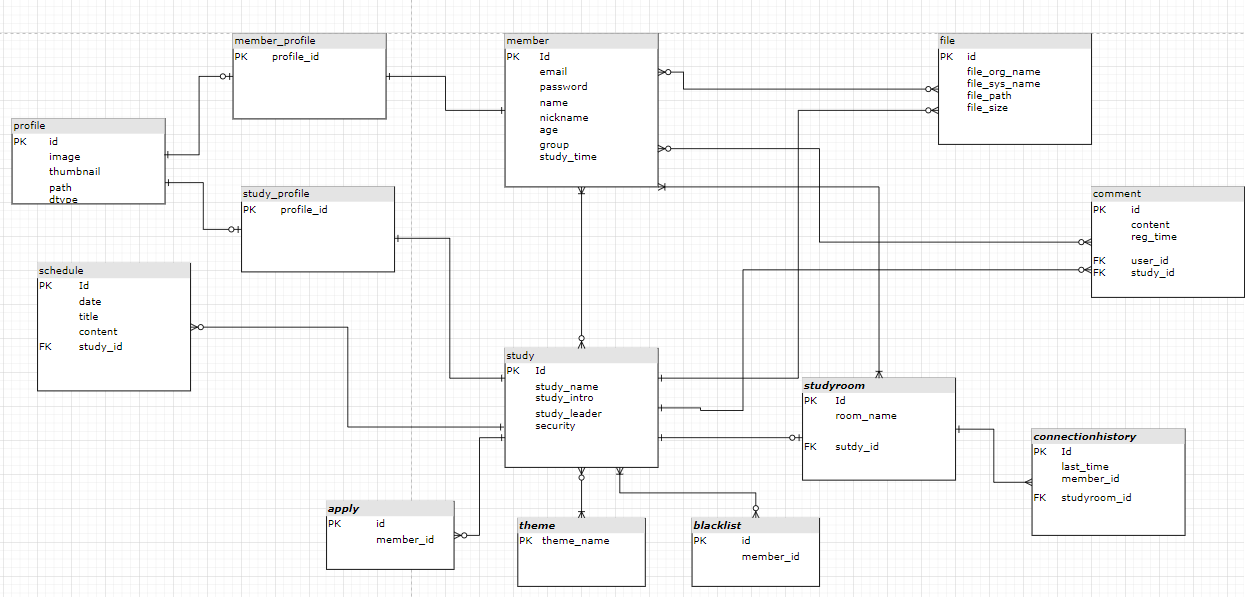 member_profile
PK profile_id
member
PK Id
email
password
name
nickname
age
group
study_time
file
PK id
file_org_name
file_sys_name
file_path
file_size
profile
PK id
image
thumbnail
path
dtype
study_profile
PK profile_id
comment
PK id
content
reg_time
FK user_id
FK study_id
schedule
PK Id
date
title
content
FK study_id
study
PK Id
study_name
study_intro
study_leader
security
studyroom
PK Id
room_name
FK sutdy_id
connectionhistory
PK Id
last_time
member_id
FK studyroom_id
apply
PK id
member_id
theme
PK theme_name
blacklist
PK id
member_id